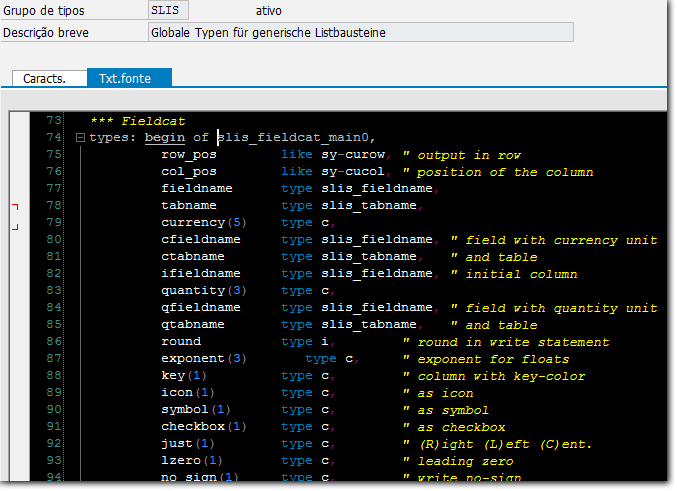 Grupo de tipos SLIS ativo
Descrição breve Globale Typen für generische Listbausteine
Caracts. Txt.fonte
73 *** Fieldcat
74 types: begin of slis_fieldcat_main0,
75 row_pos like sy-curow, " output in row
76 col_pos like sy-cucol, " position of the column
77 fieldname type slis_fieldname,
78 tabname type slis_tabname,
79 currency(5) type c,
80 cfieldname type slis_fieldname, " field with currency unit
81 ctabname type slis_tabname, " and table
82 ifieldname type slis_fieldname, " initial column
83 quantity(3) type c,
84 qfieldname type slis_fieldname, " field with quantity unit
85 qtabname type slis_tabname, " and table
86 round type i, " round in write statement
87 exponent(3) type c, " exponent for floats
88 key(1) type c, " column with key-color
89 icon(1) type c, " as icon
90 symbol(1) type c, " as symbol
91 checkbox(1) type c, " as checkbox
92 just(1) type c, " (R)ight (L)eft (C)ent.
93 lzero(1) type c, " leading zero
94 no_sign(1) type c, " write no-sign